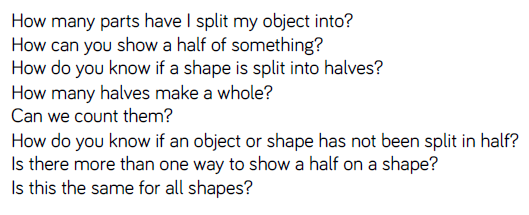 How many parts have I split my object into?
How can you show a half of something?
How do you know if a shape is split into halves?
How many halves make a whole?
Can we count them?
How do you know if an object or shape has not been split in half?
Is there more than one way to show a half on a shape?
Is this the same for all shapes?